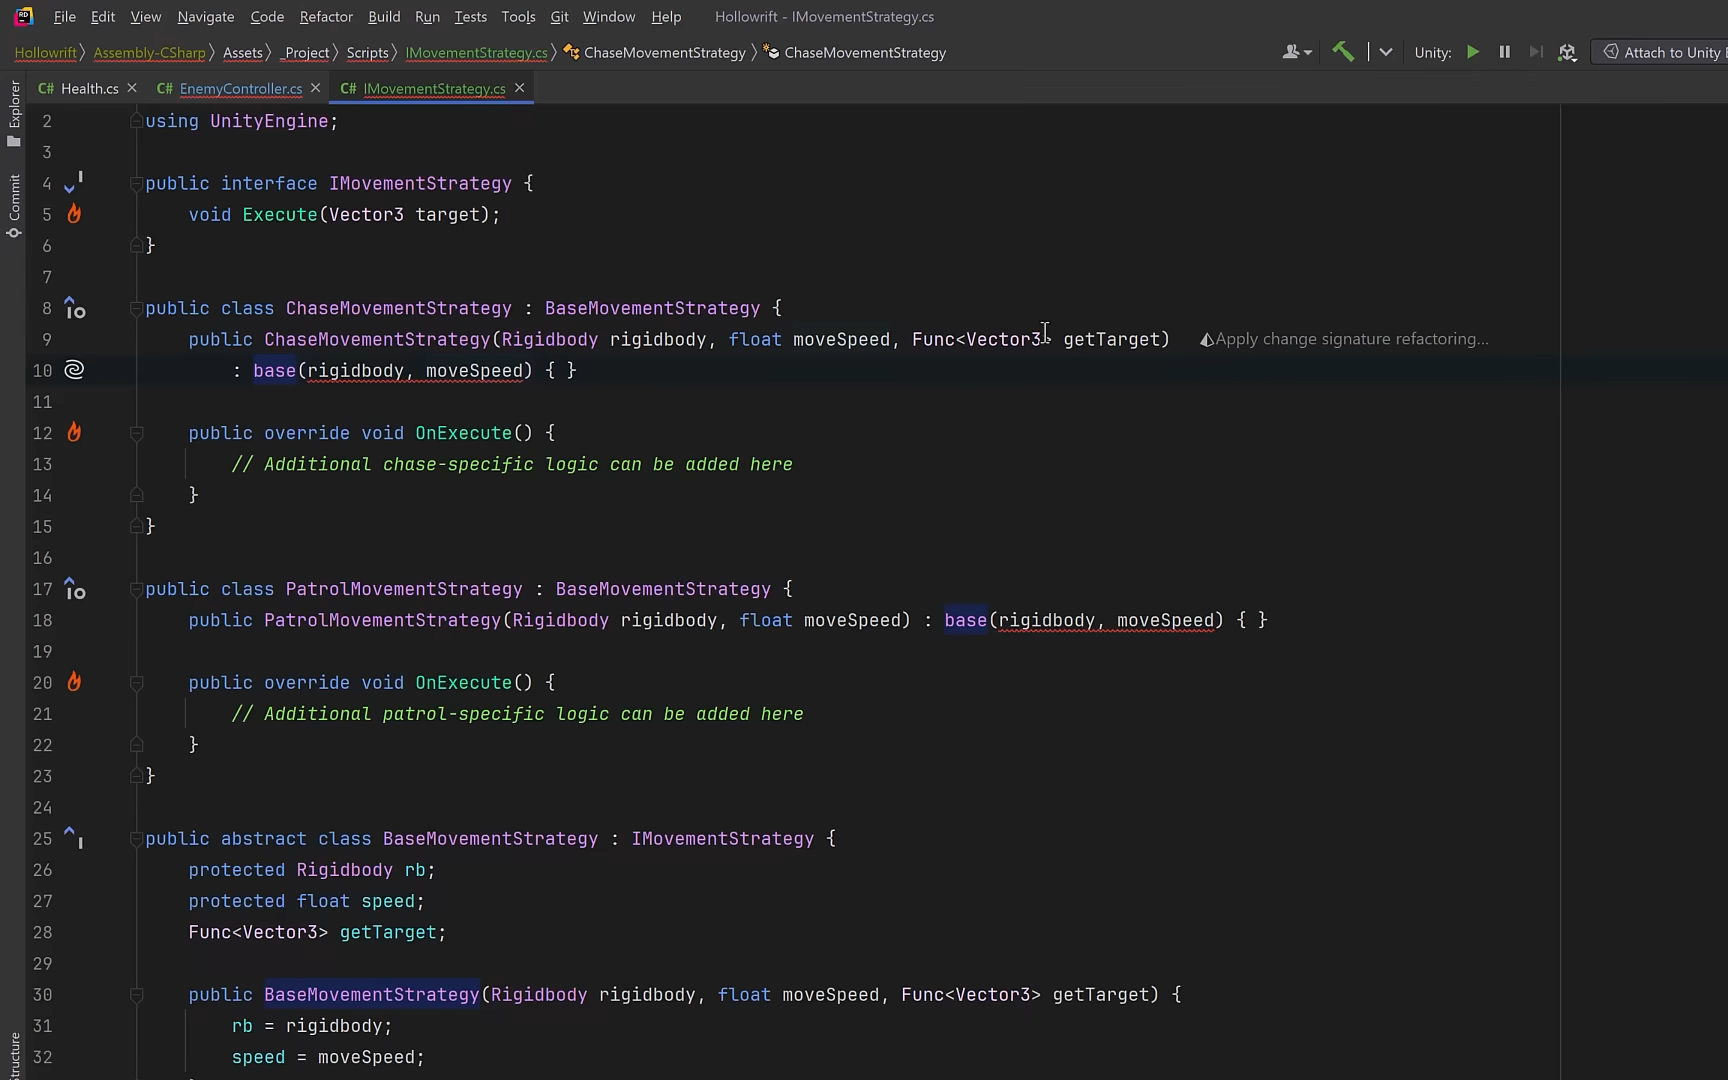 RD File Edit View Navigate Code Refactor Build Run Tests Tools Git Window Help Hollowrift - IMovementStrategy.cs
Hollowrift Assembly-CSharp Assets _Project Scripts IMovementStrategy.cs ChaseMovementStrategy ChaseMovementStrategy Unity: Attach to Unity
C# Health.cs C# EnemyController.cs C# IMovementStrategy.cs
Explorer
Commit
Structure
2 using UnityEngine;
3
4 public interface IMovementStrategy {
5 void Execute(Vector3 target);
6 }
7
8 public class ChaseMovementStrategy : BaseMovementStrategy {
9 public ChaseMovementStrategy(Rigidbody rigidbody, float moveSpeed, Func<Vector3> getTarget) Apply change signature refactoring...
10 : base(rigidbody, moveSpeed) { }
11
12 public override void OnExecute() {
13 // Additional chase-specific logic can be added here
14 }
15 }
16
17 public class PatrolMovementStrategy : BaseMovementStrategy {
18 public PatrolMovementStrategy(Rigidbody rigidbody, float moveSpeed) : base(rigidbody, moveSpeed) { }
19
20 public override void OnExecute() {
21 // Additional patrol-specific logic can be added here
22 }
23 }
24
25 public abstract class BaseMovementStrategy : IMovementStrategy {
26 protected Rigidbody rb;
27 protected float speed;
28 Func<Vector3> getTarget;
29
30 public BaseMovementStrategy(Rigidbody rigidbody, float moveSpeed, Func<Vector3> getTarget) {
31 rb = rigidbody;
32 speed = moveSpeed;